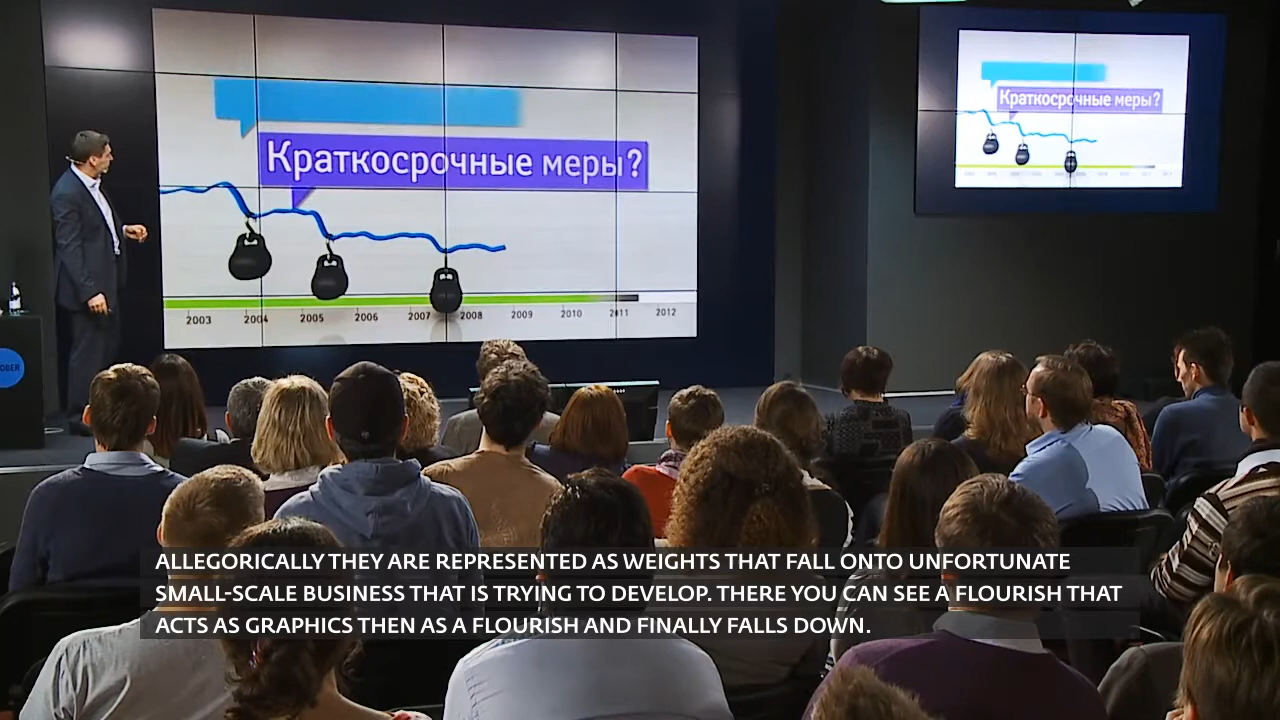 Краткосрочные меры?
2003 2004 2005 2006 2007 2008 2009 2010 2011 2012
Краткосрочные меры?
OBER
ALLEGORICALLY THEY ARE REPRESENTED AS WEIGHTS THAT FALL ONTO UNFORTUNATE
SMALL-SCALE BUSINESS THAT IS TRYING TO DEVELOP. THERE YOU CAN SEE A FLOURISH THAT
ACTS AS GRAPHICS THEN AS A FLOURISH AND FINALLY FALLS DOWN.